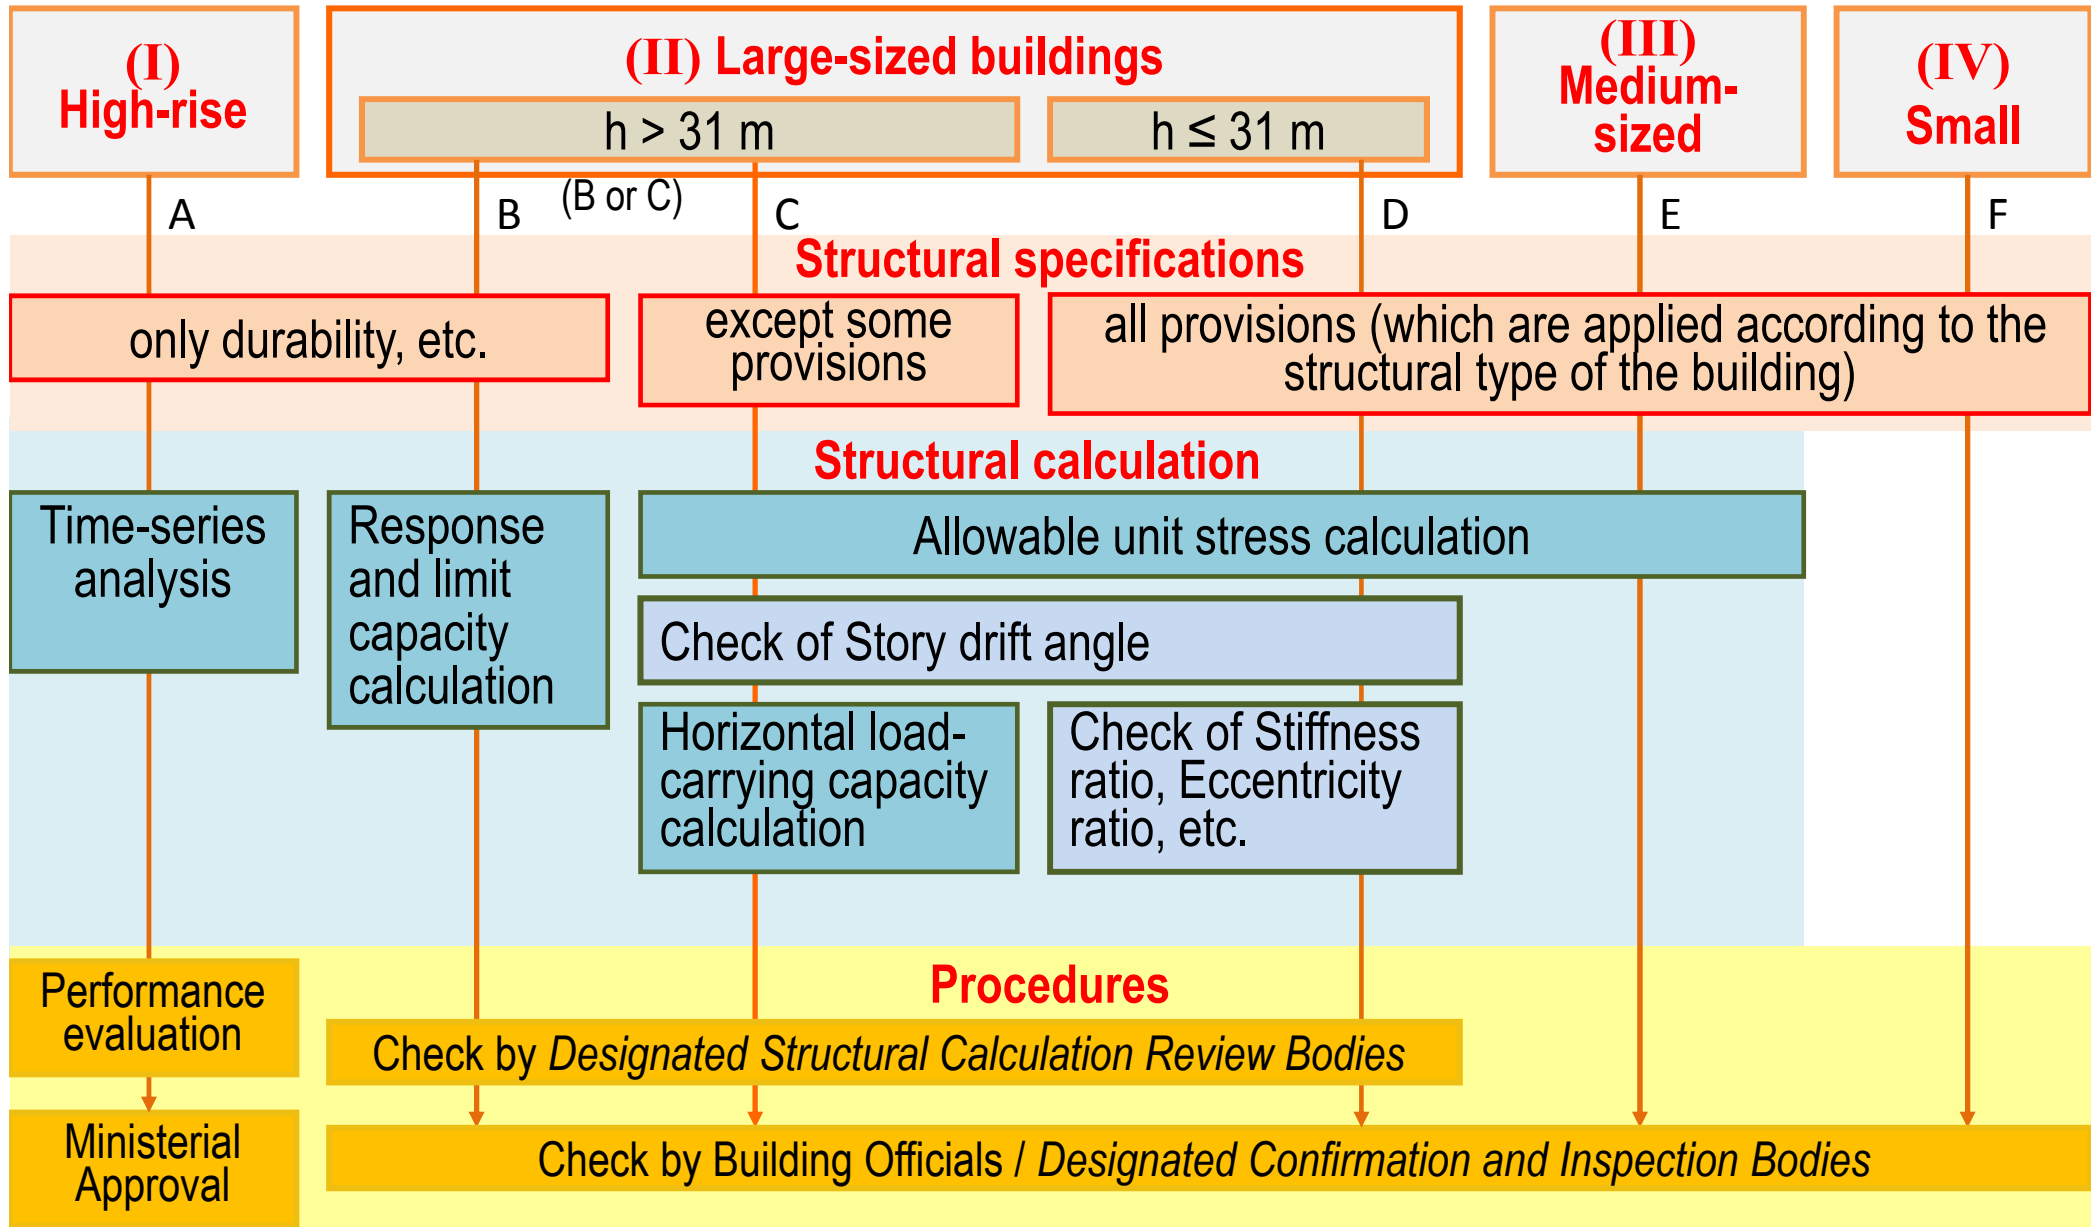 (I)
High-rise
(II) Large-sized buildings
h > 31 m
h ≤ 31 m
(III)
Medium-
sized
(IV)
Small
A
B
(B or C)
C
D
E
F
Structural specifications
only durability, etc.
except some
provisions
all provisions (which are applied according to the
structural type of the building)
Structural calculation
Time-series
analysis
Response
and limit
capacity
calculation
Allowable unit stress calculation
Check of Story drift angle
Horizontal load-
carrying capacity
calculation
Check of Stiffness
ratio, Eccentricity
ratio, etc.
Procedures
Performance
evaluation
Check by Designated Structural Calculation Review Bodies
Ministerial
Approval
Check by Building Officials / Designated Confirmation and Inspection Bodies